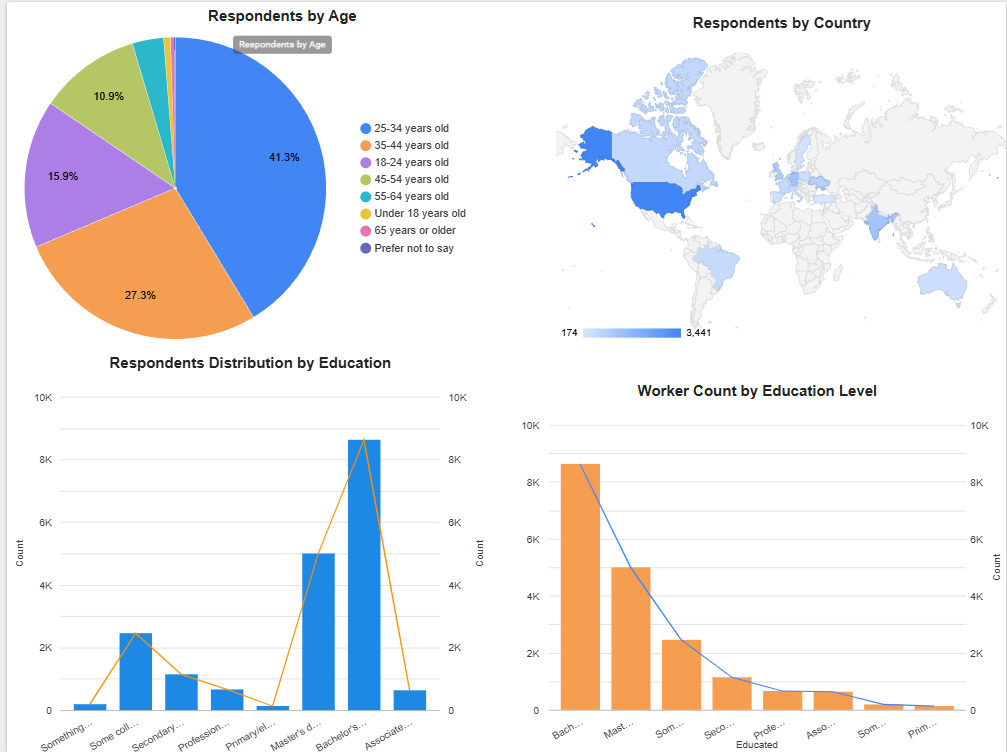 Respondents by Age
Respondents by Age
41.3%
27.3%
15.9%
10.9%
25-34 years old
35-44 years old
18-24 years old
45-54 years old
55-64 years old
Under 18 years old
65 years or older
Prefer not to say
Respondents by Country
174
3,441
Respondents Distribution by Education
10K
8K
6K
4K
2K
0
Count
10K
8K
6K
4K
2K
0
Count
Something…
Some coll…
Secondary…
Profession…
Primary/el…
Master's d…
Bachelor's…
Associate…
Worker Count by Education Level
10K
8K
6K
4K
2K
0
10K
8K
6K
4K
2K
0
Count
Bach…
Mast…
Som…
Seco…
Profe…
Asso…
Som…
Prim…
Educated